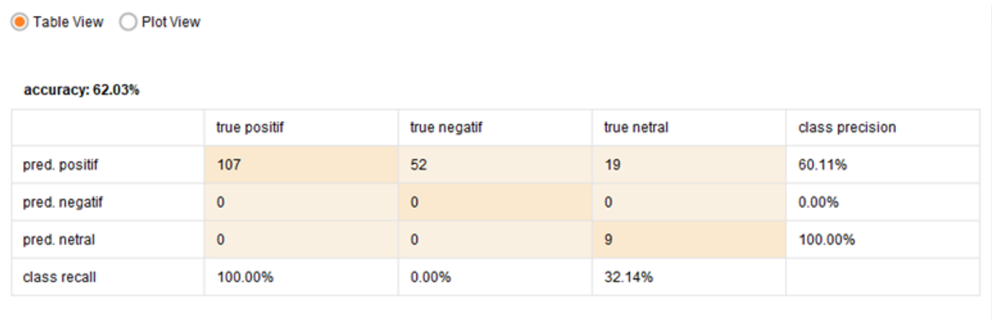 Table View Plot View
accuracy: 62.03%
true positif true negatif true netral class precision
pred. positif 107 52 19 60.11%
pred. negatif 0 0 0 0.00%
pred. netral 0 0 9 100.00%
class recall 100.00% 0.00% 32.14%